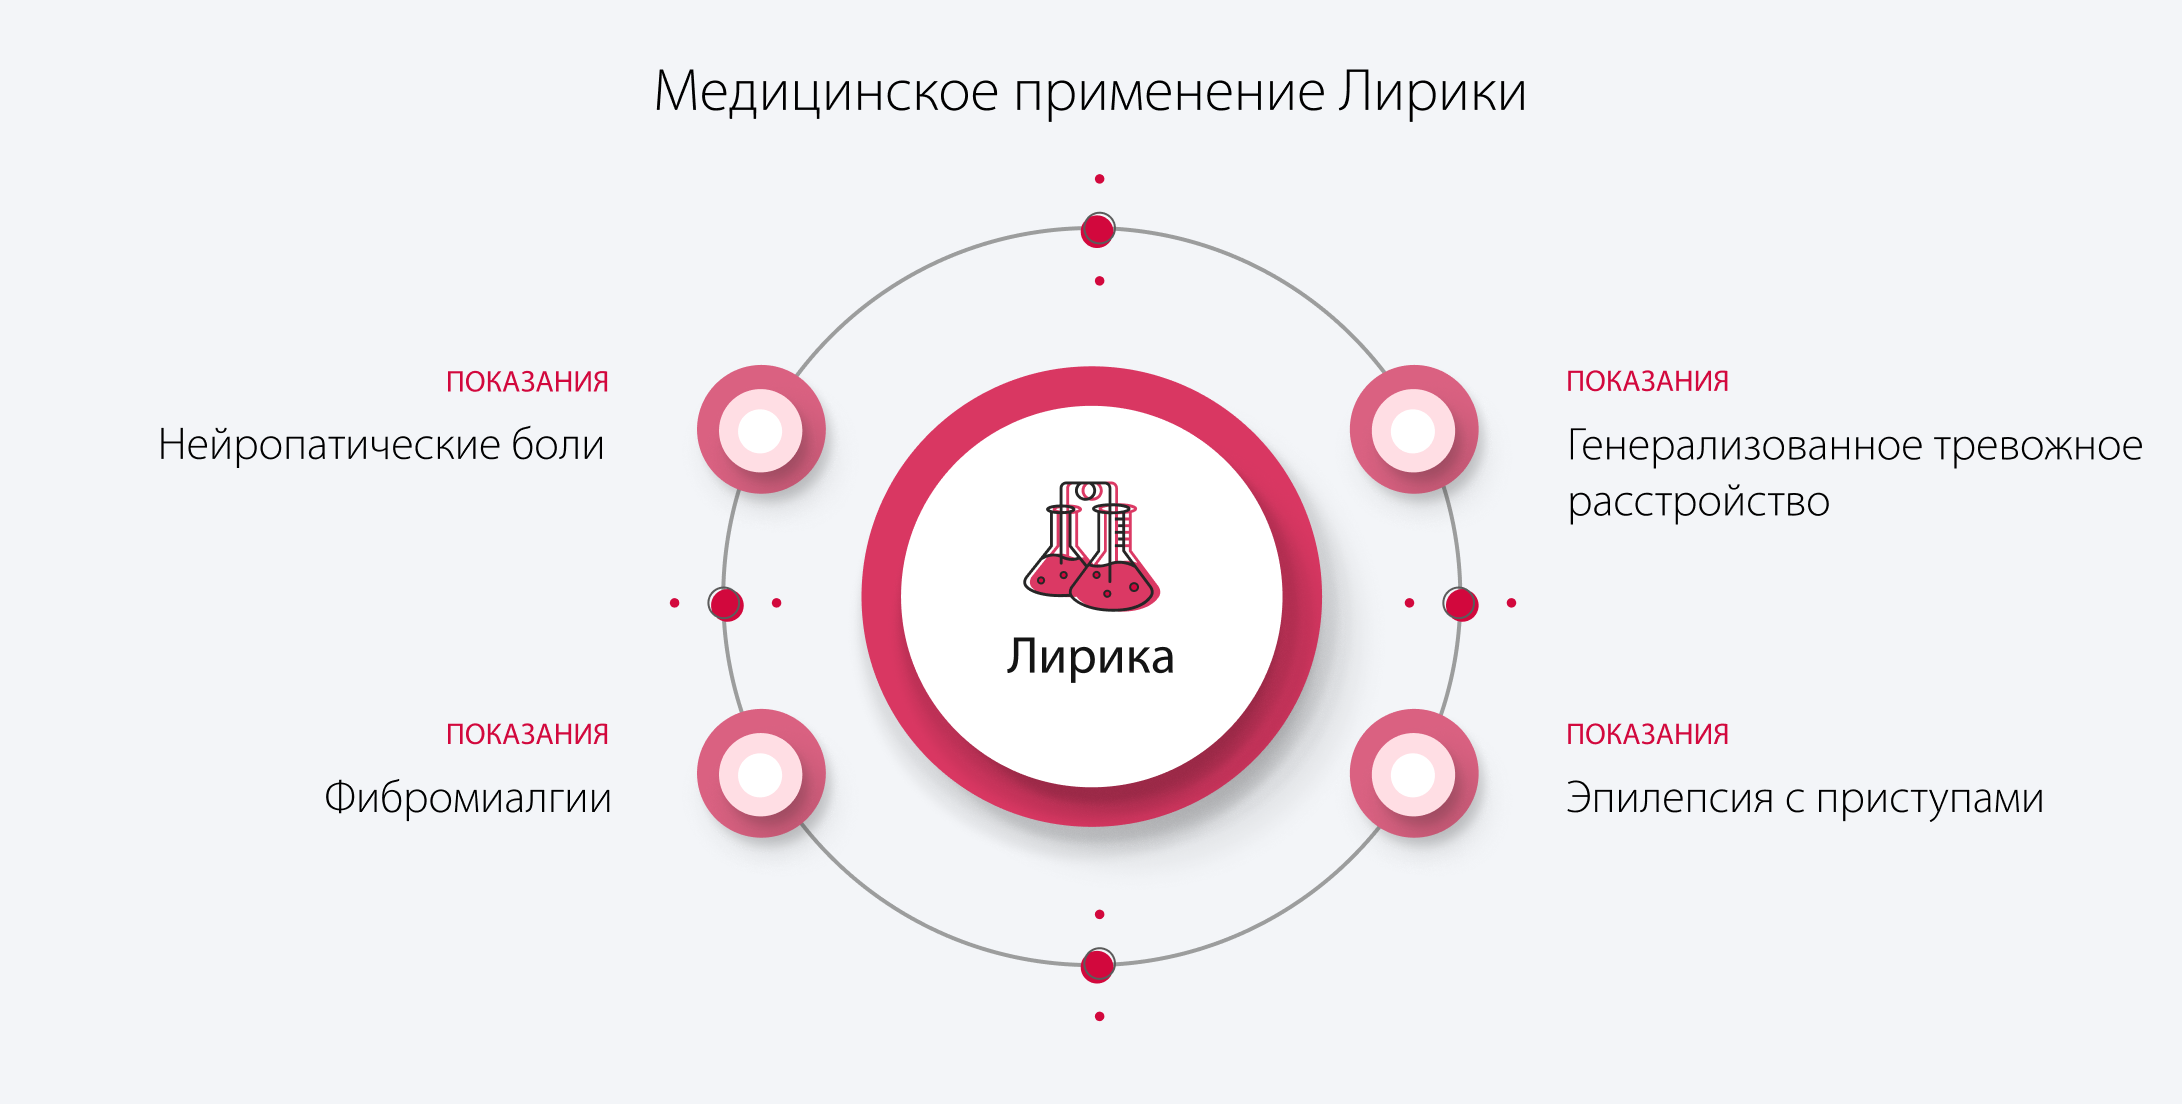 Медицинское применение Лирики
ПОКАЗАНИЯ
Нейропатические боли
ПОКАЗАНИЯ
Генерализованное тревожное
расстройство
Лирика
ПОКАЗАНИЯ
Фибромиалгии
ПОКАЗАНИЯ
Эпилепсия с приступами